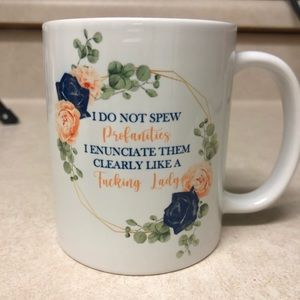 I DO NOT SPEW
Profanities
I ENUNCIATE THEM
CLEARLY LIKE A
Fucking Lady